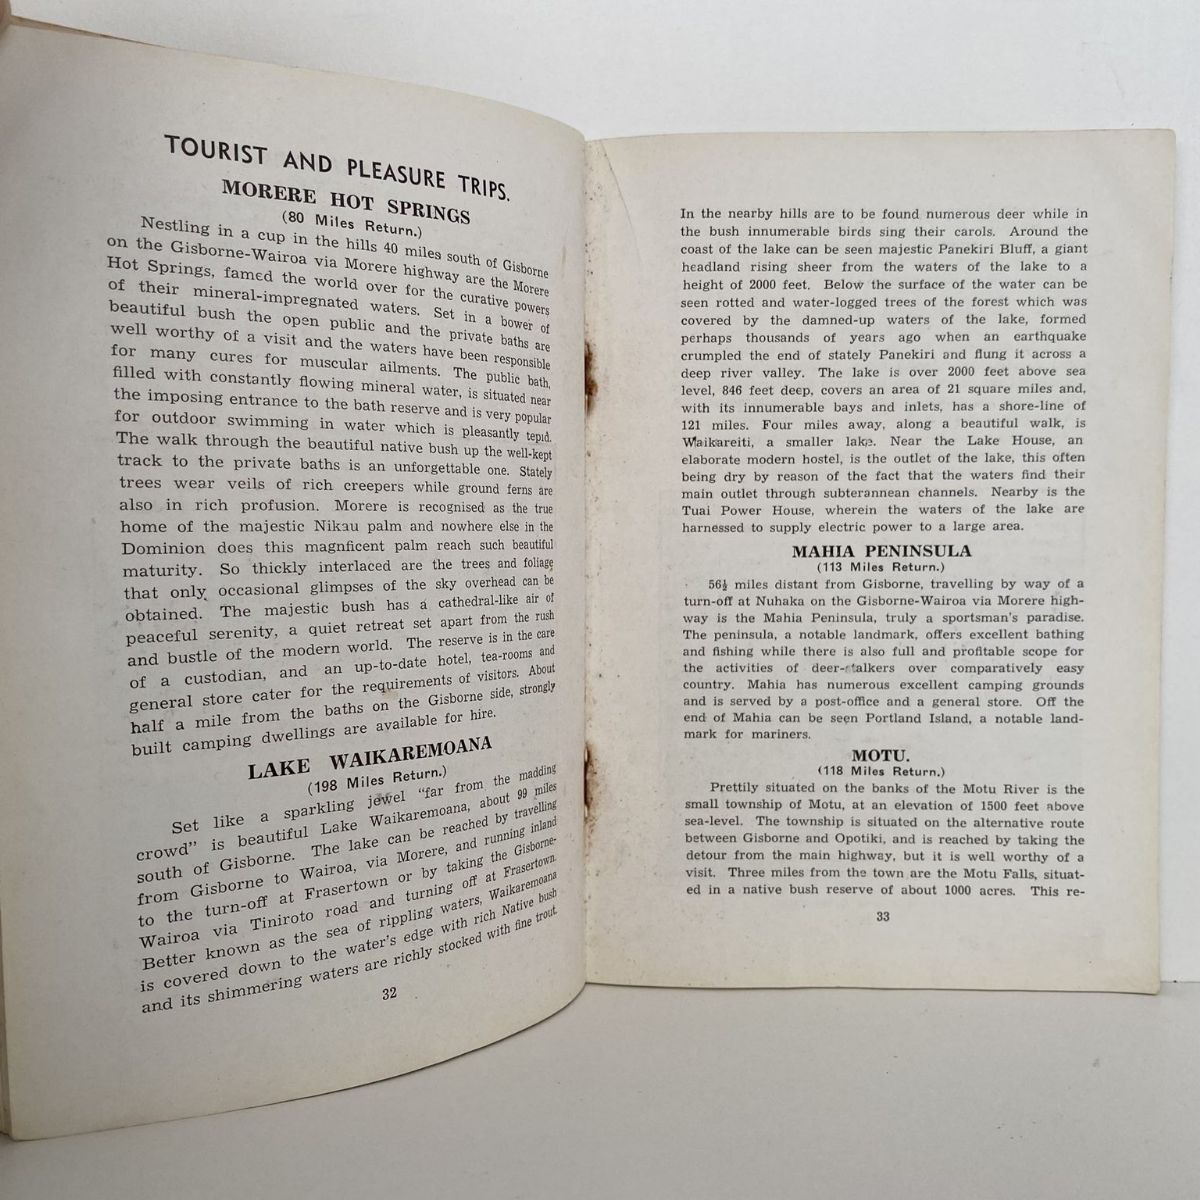 TOURIST AND PLEASURE TRIPS.
MORERE HOT SPRINGS
(80 Miles Return.)
Nestling in a cup in the hills 40 miles south of Gisborne
on the Gisborne-Wairoa via Morere highway are the Morere
Hot Springs, famed the world over for the curative powers
of their mineral-impregnated waters. Set in a bower of
beautiful bush the open public and the private baths are
well worthy of a visit and the waters have been responsible
for many cures for muscular ailments. The public bath,
filled with constantly flowing mineral water, is situated near
the imposing entrance to the bath reserve and is very popular
for outdoor swimming in water which is pleasantly tepid.
The walk through the beautiful native bush up the well-kept
track to the private baths is an unforgettable one. Stately
trees wear veils of rich creepers while ground ferns are
also in rich profusion. Morere is recognised as the true
home of the majestic Nikau palm and nowhere else in the
Dominion does this magnficent palm reach such beautiful
maturity. So thickly interlaced are the trees and foliage
that only occasional glimpses of the sky overhead can be
obtained. The majestic bush has a cathedral-like air of
peaceful serenity, a quiet retreat set apart from the rush
and bustle of the modern world. The reserve is in the care
of a custodian, and an up-to-date hotel, tea-rooms and
general store cater for the requirements of visitors. About
half a mile from the baths on the Gisborne side, strongly
built camping dwellings are available for hire.
LAKE WAIKAREMOANA
(198 Miles Return.)
Set like a sparkling jewel "far from the madding
crowd" is beautiful Lake Waikaremoana, about 99 miles
south of Gisborne. The lake can be reached by travelling
from Gisborne to Wairoa, via Morere, and running inland
to the turn-off at Frasertown or by taking the Gisborne-
Wairoa via Tiniroto road and turning off at Frasertown.
Better known as the sea of rippling waters, Waikaremoana
is covered down to the water's edge with rich Native bush
and its shimmering waters are richly stocked with fine trout.
32
In the nearby hills are to be found numerous deer while in
the bush innumerable birds sing their carols. Around the
coast of the lake can be seen majestic Panekiri Bluff, a giant
headland rising sheer from the waters of the lake to a
height of 2000 feet. Below the surface of the water can be
seen rotted and water-logged trees of the forest which was
covered by the damned-up waters of the lake, formed
perhaps thousands of years ago when an earthquake
crumpled the end of stately Panekiri and flung it across a
deep river valley. The lake is over 2000 feet above sea
level, 846 feet deep, covers an area of 21 square miles and,
with its innumerable bays and inlets, has a shore-line of
121 miles. Four miles away, along a beautiful walk, is
Waikareiti, a smaller lake. Near the Lake House, an
elaborate modern hostel, is the outlet of the lake, this often
being dry by reason of the fact that the waters find their
main outlet through subterannean channels. Nearby is the
Tuai Power House, wherein the waters of the lake are
harnessed to supply electric power to a large area.
MAHIA PENINSULA
(113 Miles Return.)
56½ miles distant from Gisborne, travelling by way of a
turn-off at Nuhaka on the Gisborne-Wairoa via Morere high-
way is the Mahia Peninsula, truly a sportsman's paradise.
The peninsula, a notable landmark, offers excellent bathing
and fishing while there is also full and profitable scope for
the activities of deer-stalkers over comparatively easy
country. Mahia has numerous excellent camping grounds
and is served by a post-office and a general store. Off the
end of Mahia can be seen Portland Island, a notable land-
mark for mariners.
MOTU.
(118 Miles Return.)
Prettily situated on the banks of the Motu River is the
small township of Motu, at an elevation of 1500 feet above
sea-level. The township is situated on the alternative route
between Gisborne and Opotiki, and is reached by taking the
detour from the main highway, but it is well worthy of a
visit. Three miles from the town are the Motu Falls, situat-
ed in a native bush reserve of about 1000 acres. This re-
33